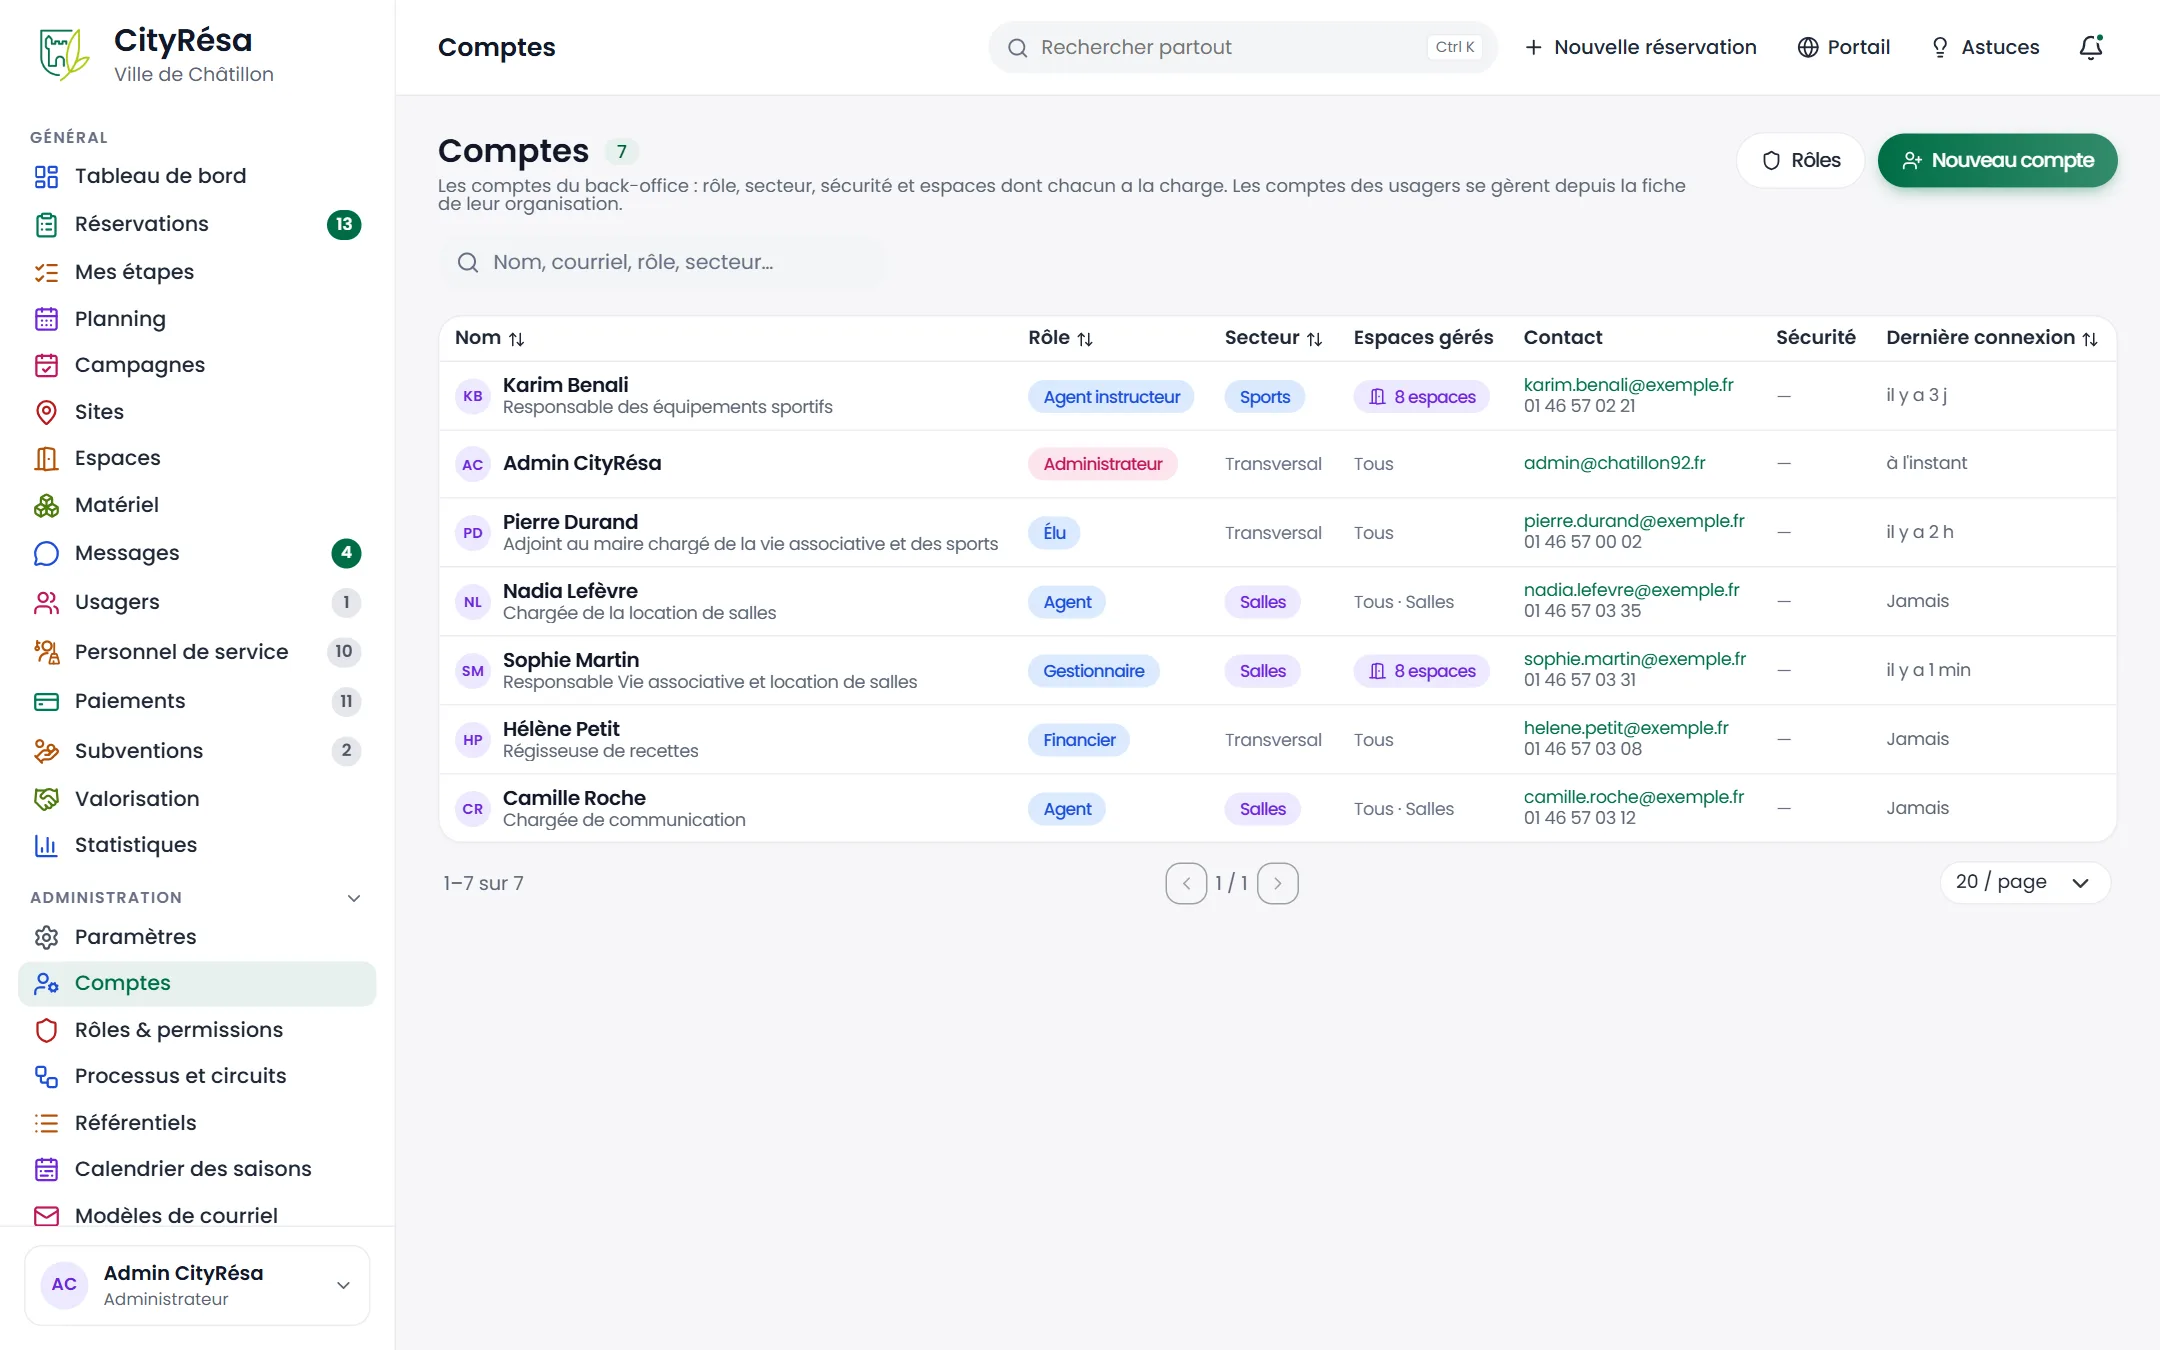 CityRésa
Ville de Châtillon
GÉNÉRAL
Tableau de bord
Réservations 13
Mes étapes
Planning
Campagnes
Sites
Espaces
Matériel
Messages 4
Usagers 1
Personnel de service 10
Paiements 11
Subventions 2
Valorisation
Statistiques
ADMINISTRATION
Paramètres
Comptes
Rôles & permissions
Processus et circuits
Référentiels
Calendrier des saisons
Modèles de courriel
AC
Admin CityRésa
Administrateur
Comptes
Rechercher partout Ctrl K
Nouvelle réservation
Portail
Astuces
Comptes 7
Les comptes du back-office : rôle, secteur, sécurité et espaces dont chacun a la charge. Les comptes des usagers se gèrent depuis la fiche
de leur organisation.
Rôles
Nouveau compte
Nom, courriel, rôle, secteur...
Nom Rôle Secteur Espaces gérés Contact Sécurité Dernière connexion
KB Karim Benali Agent instructeur Sports 8 espaces karim.benali@exemple.fr — il y a 3 j
Responsable des équipements sportifs 01 46 57 02 21
AC Admin CityRésa Administrateur Transversal Tous admin@chatillon92.fr — à l'instant
PD Pierre Durand Élu Transversal Tous pierre.durand@exemple.fr — il y a 2 h
Adjoint au maire chargé de la vie associative et des sports 01 46 57 00 02
NL Nadia Lefèvre Agent Salles Tous · Salles nadia.lefevre@exemple.fr — Jamais
Chargée de la location de salles 01 46 57 03 35
SM Sophie Martin Gestionnaire Salles 8 espaces sophie.martin@exemple.fr — il y a 1 min
Responsable Vie associative et location de salles 01 46 57 03 31
HP Hélène Petit Financier Transversal Tous helene.petit@exemple.fr — Jamais
Régisseuse de recettes 01 46 57 03 08
CR Camille Roche Agent Salles Tous · Salles camille.roche@exemple.fr — Jamais
Chargée de communication 01 46 57 03 12
1–7 sur 7
1 / 1
20 / page